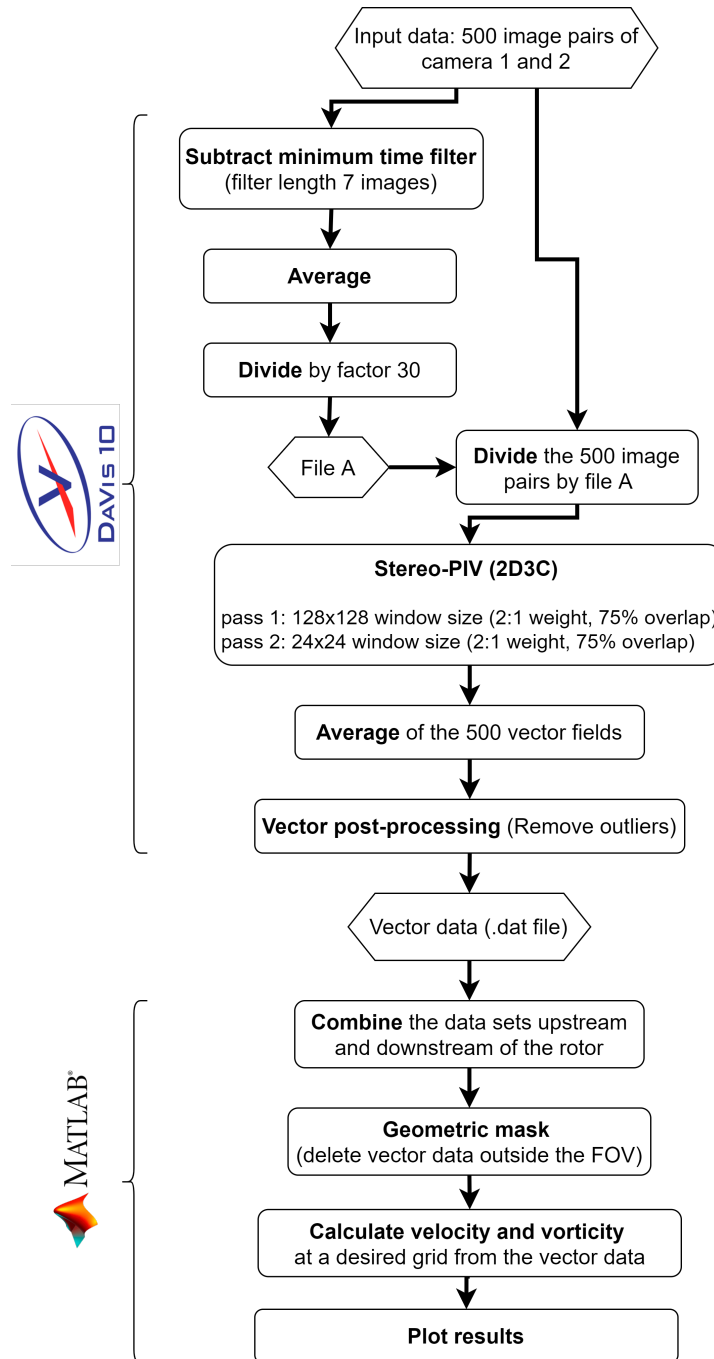 Input data: 500 image pairs of
camera 1 and 2
Subtract minimum time filter
(filter length 7 images)
Average
Divide by factor 30
File A
Divide the 500 image
pairs by file A
DAVIS 10
Stereo-PIV (2D3C)
pass 1: 128x128 window size (2:1 weight, 75% overlap)
pass 2: 24x24 window size (2:1 weight, 75% overlap)
Average of the 500 vector fields
Vector post-processing (Remove outliers)
Vector data (.dat file)
Combine the data sets upstream
and downstream of the rotor
MATLAB®
Geometric mask
(delete vector data outside the FOV)
Calculate velocity and vorticity
at a desired grid from the vector data
Plot results